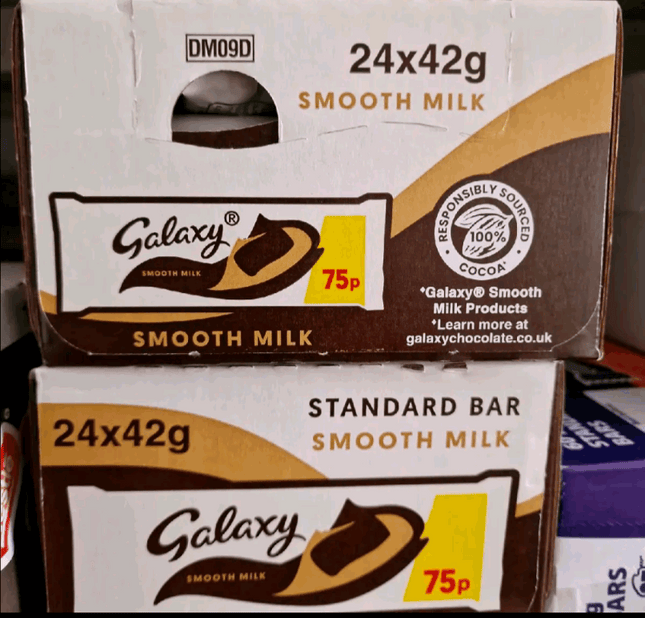 DM09D
24x42g
SMOOTH MILK
Galaxy®
SMOOTH MILK
75p
SMOOTH MILK
RESPONSIBLY SOURCED
100%
COCOA⁺
⁺Galaxy® Smooth
Milk Products
⁺Learn more at
galaxychocolate.co.uk
24x42g
STANDARD BAR
SMOOTH MILK
Galaxy
SMOOTH MILK
75p
BARS